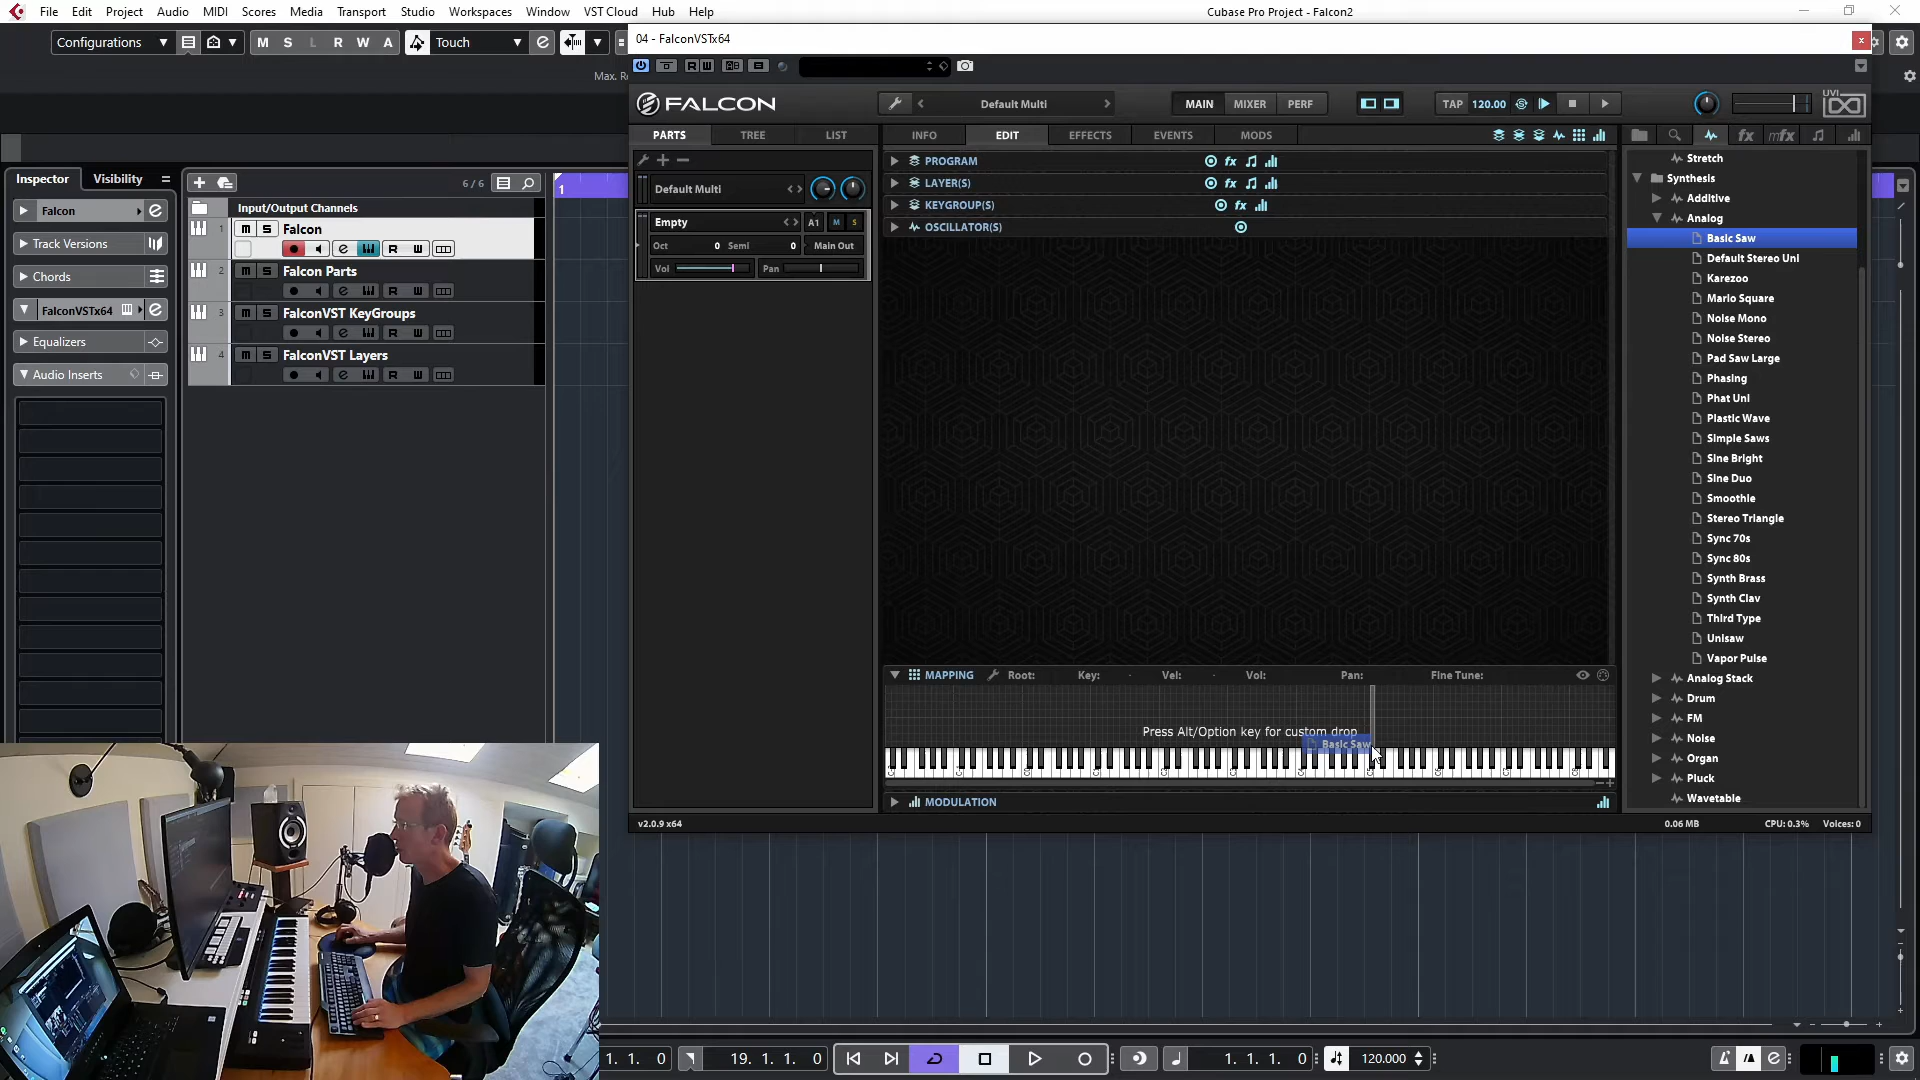 File Edit Project Audio MIDI Scores Media Transport Studio Workspaces Window VST Cloud Hub Help
Cubase Pro Project - Falcon2
Configurations
M S L R W A
Touch
04 - FalconVSTx64
Max. R
FALCON
Default Multi
MAIN MIXER PERF
TAP 120.00
UVI
PARTS TREE LIST
INFO EDIT EFFECTS EVENTS MODS
Inspector Visibility
6/6
1
Default Multi
PROGRAM
LAYER(S)
KEYGROUP(S)
OSCILLATOR(S)
Falcon
Track Versions
Chords
FalconVSTx64
Equalizers
Audio Inserts
Input/Output Channels
1 m S Falcon
R W
2 m S Falcon Parts
R W
3 m S FalconVST KeyGroups
R W
4 m S FalconVST Layers
R W
Empty A1 M S
Oct 0 Semi 0 Main Out
Vol Pan
Stretch
Synthesis
Additive
Analog
Basic Saw
Default Stereo Uni
Karezoo
Mario Square
Noise Mono
Noise Stereo
Pad Saw Large
Phasing
Phat Uni
Plastic Wave
Simple Saws
Sine Bright
Sine Duo
Smoothie
Stereo Triangle
Sync 70s
Sync 80s
Synth Brass
Synth Clav
Third Type
Unisaw
Vapor Pulse
Analog Stack
Drum
FM
Noise
Organ
Pluck
Wavetable
MAPPING Root: Key: - Vel: - Vol: Pan: Fine Tune:
Press Alt/Option key for custom drop
Basic Saw
MODULATION
v2.0.9 x64
0.06 MB CPU: 0.3% Voices: 0
1. 1. 0
19. 1. 1. 0
1. 1. 1. 0
120.000